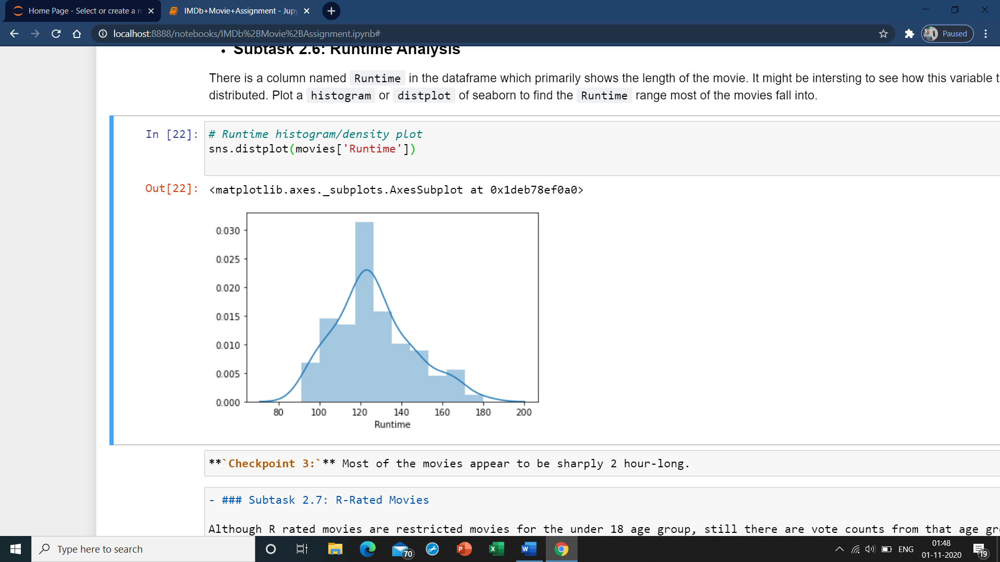 Home Page - Select or create a n
IMDb+Movie+Assignment - Jupy
localhost:8888/notebooks/IMDb%2BMovie%2BAssignment.ipynb#
Paused
• Subtask 2.6: Runtime Analysis
There is a column named Runtime in the dataframe which primarily shows the length of the movie. It might be intersting to see how this variable t
distributed. Plot a histogram or distplot of seaborn to find the Runtime range most of the movies fall into.
In [22]:
# Runtime histogram/density plot
sns.distplot(movies['Runtime'])
Out[22]:
<matplotlib.axes._subplots.AxesSubplot at 0x1deb78ef0a0>
0.030
0.025
0.020
0.015
0.010
0.005
0.000
80 100 120 140 160 180 200
Runtime
**`Checkpoint 3:`** Most of the movies appear to be sharply 2 hour-long.
- ### Subtask 2.7: R-Rated Movies
Although R rated movies are restricted movies for the under 18 age group, still there are vote counts from that age gr
Type here to search
70
P
X
W
ENG
01:48
01-11-2020
19